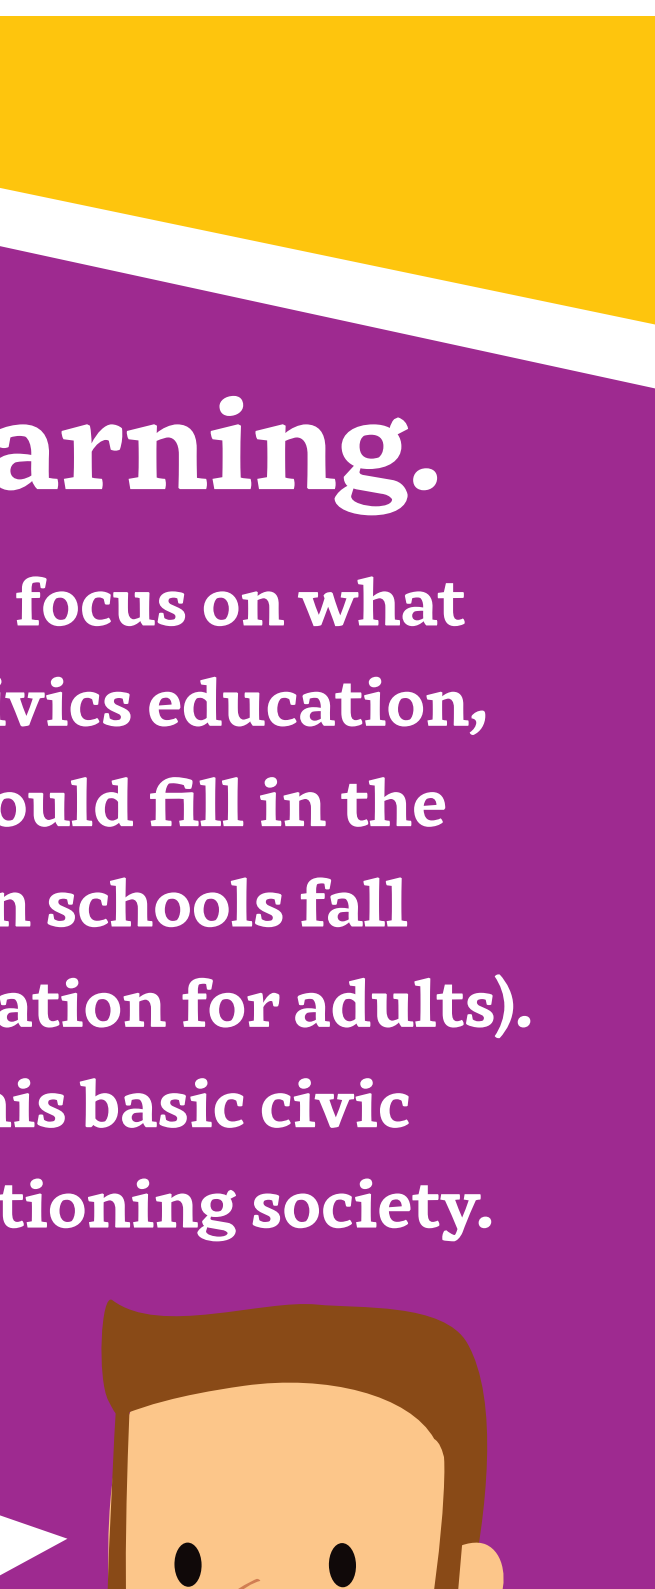 arning.
focus on what
ivics education,
ould fill in the
n schools fall
ation for adults).
his basic civic
tioning society.